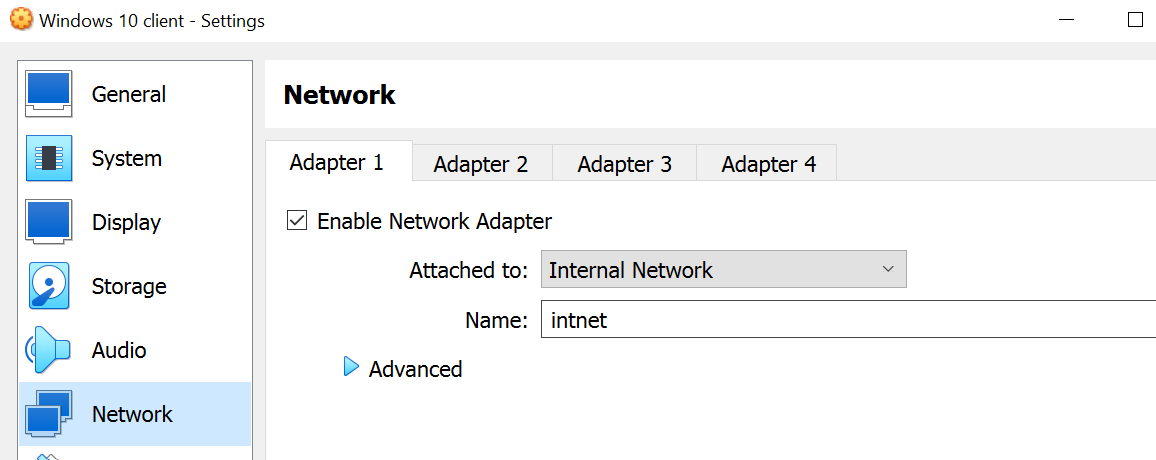 Windows 10 client - Settings
General
System
Display
Storage
Audio
Network
Network
Adapter 1 Adapter 2 Adapter 3 Adapter 4
Enable Network Adapter
Attached to: Internal Network
Name: intnet
Advanced